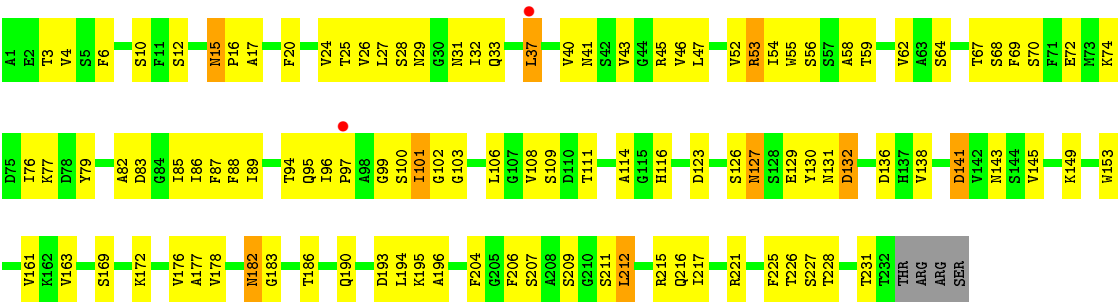 A1 E2 T3 V4 S5 F6 S10 F11 S12 N15 P16 A17 F20 V24 T25 V26 L27 S28 N29 G30 N31 I32 Q33 L37 V40 N41 S42 V43 G44 R45 V46 L47 V52 R53 I54 W55 S56 S57 A58 T59 V62 A63 S64 T67 S68 F69 S70 F71 E72 M73 K74
D75 I76 K77 D78 Y79 A82 D83 G84 I85 I86 F87 F88 I89 T94 Q95 I96 P97 A98 G99 S100 I101 G102 G103 L106 G107 V108 S109 D110 T111 A114 G115 H116 D123 S126 N127 S128 E129 Y130 N131 D132 D136 H137 V138 D141 V142 N143 S144 V145 K149 W153
V161 K162 V163 S169 K172 V176 A177 V178 N182 G183 T186 Q190 D193 L194 K195 A196 F204 G205 F206 S207 A208 S209 G210 S211 L212 R215 Q216 I217 R221 F225 T226 S227 T228 T231 T232 THR ARG ARG SER